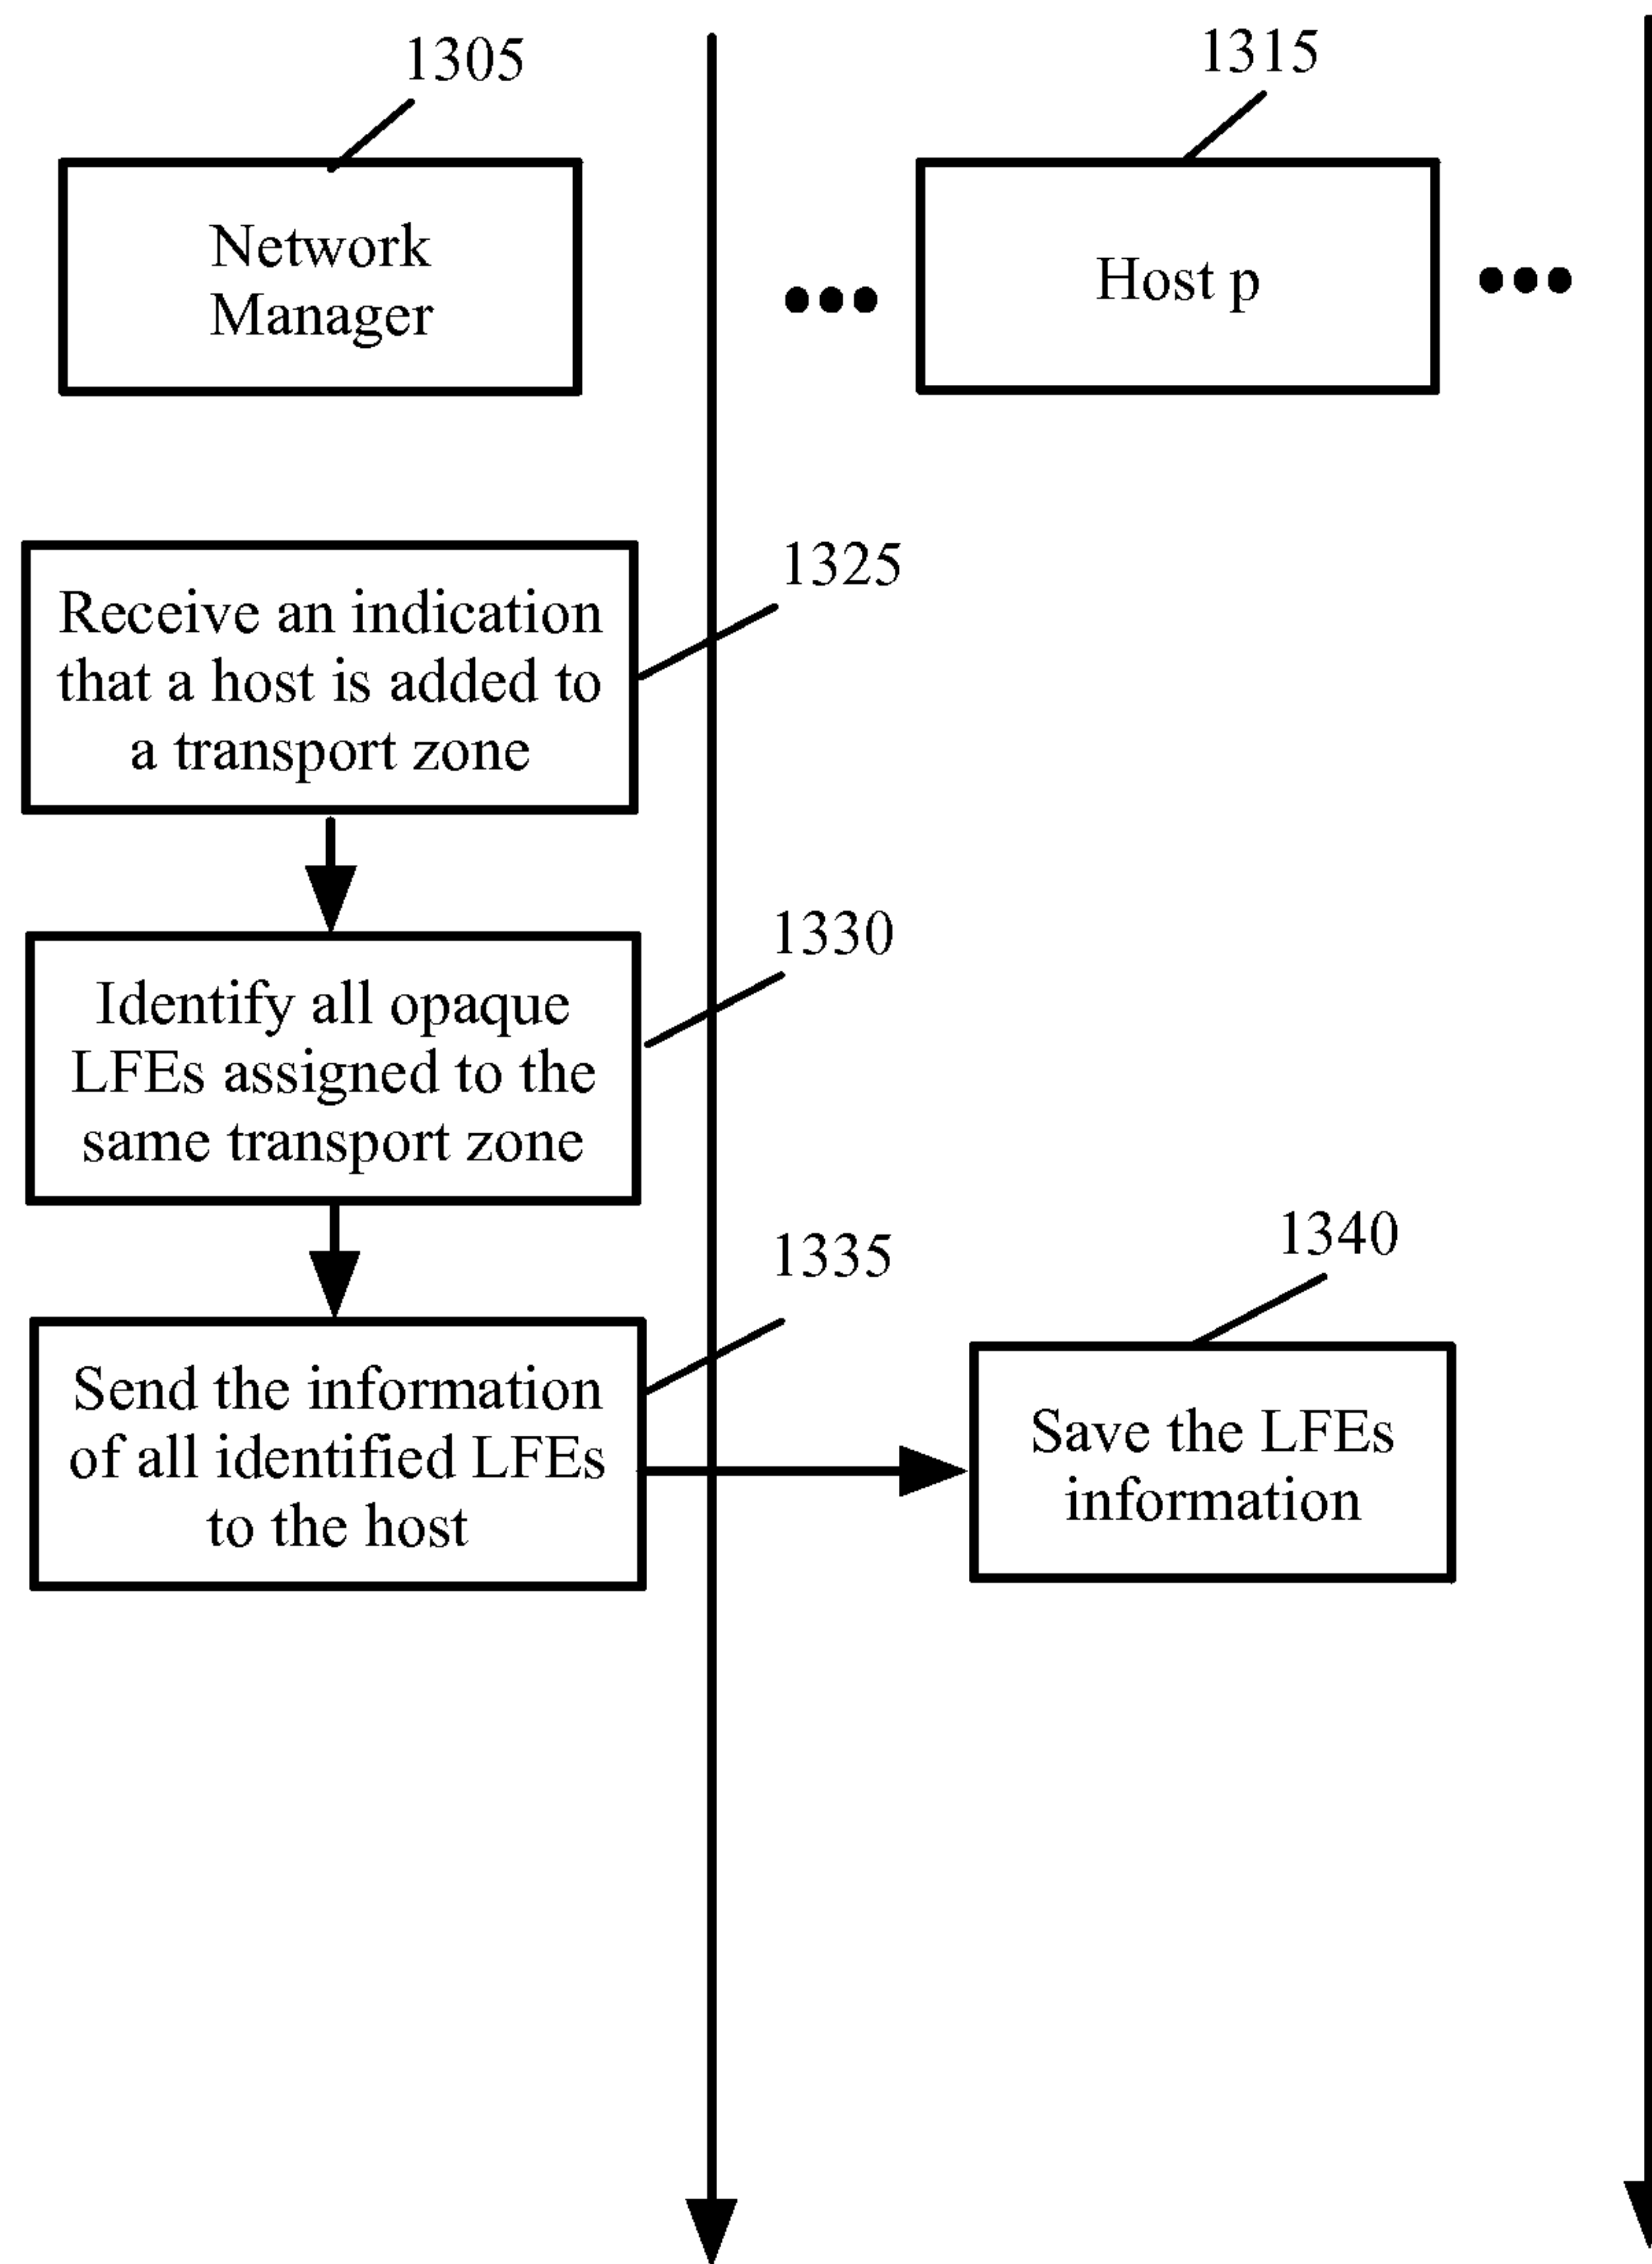 1305
1315
Network
Manager
Host p
1325
Receive an indication
that a host is added to
a transport zone
1330
Identify all opaque
LFEs assigned to the
same transport zone
1335
1340
Send the information
of all identified LFEs
to the host
Save the LFEs
information